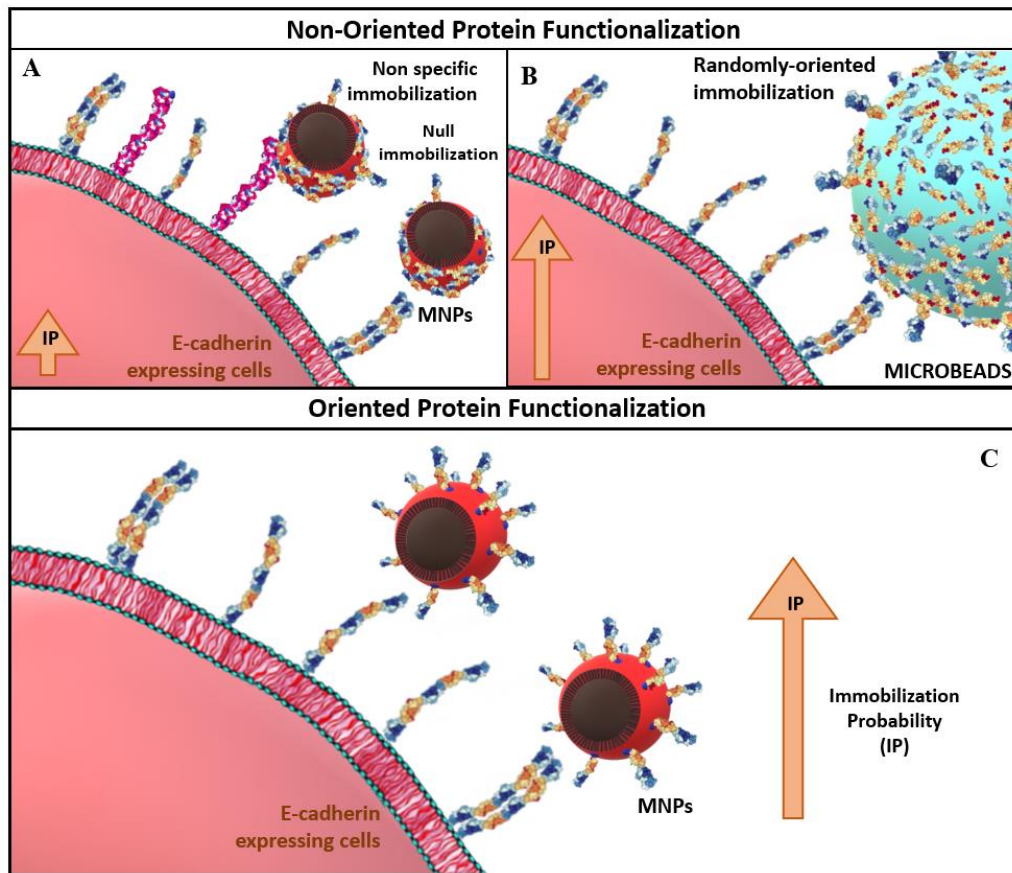 Non-Oriented Protein Functionalization
A
Non specific
immobilization
Null
immobilization
MNPs
IP
E-cadherin
expressing cells
B
Randomly-oriented
immobilization
IP
E-cadherin
expressing cells
MICROBEADS
Oriented Protein Functionalization
C
IP
Immobilization
Probability
(IP)
MNPs
E-cadherin
expressing cells